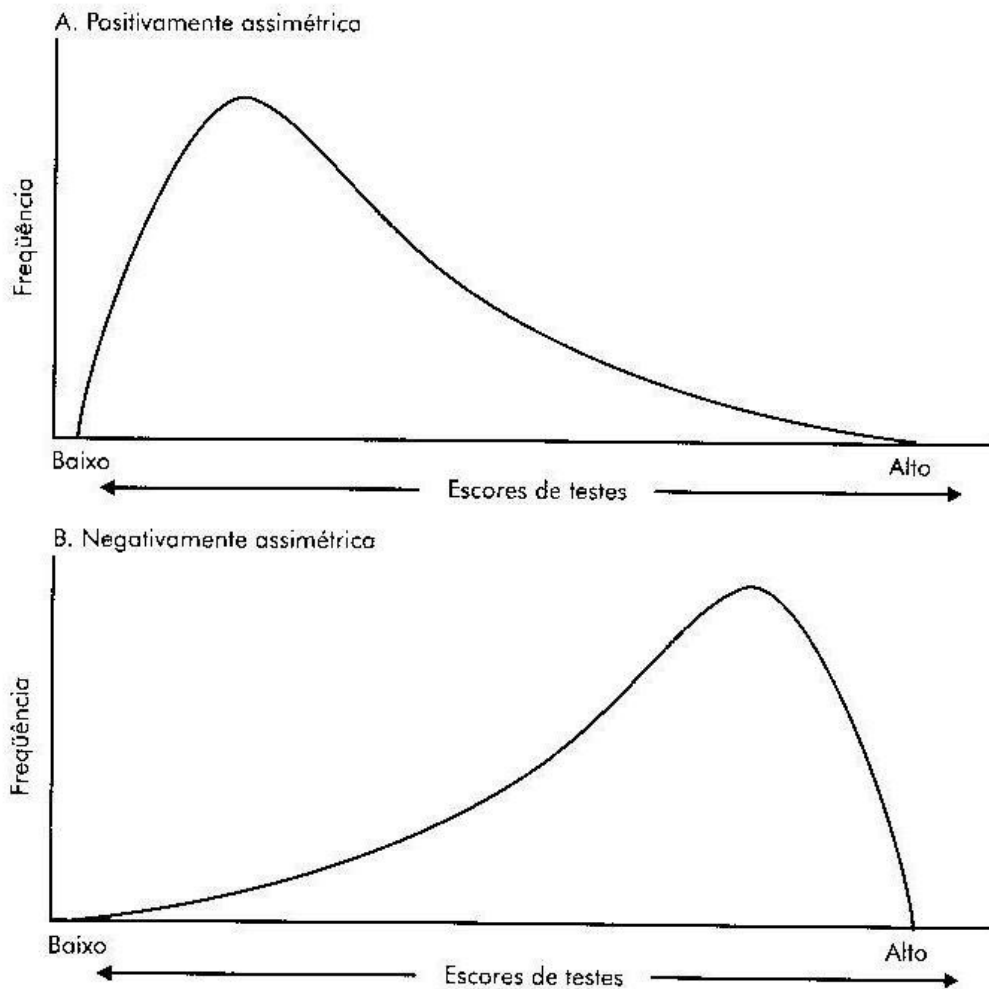 A. Positivamente assimétrica
Freqüência
Baixo
Alto
Escores de testes
B. Negativamente assimétrica
Freqüência
Baixo
Alto
Escores de testes